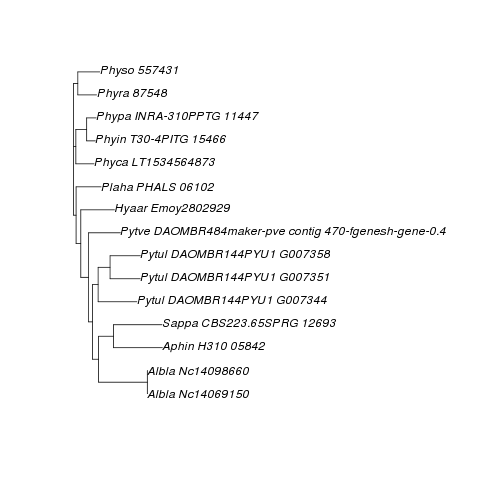 Physo 557431
Phyra 87548
Phypa INRA-310PPTG 11447
Phyin T30-4PITG 15466
Phyca LT1534564873
Plaha PHALS 06102
Hyaar Emoy2802929
Pytve DAOMBR484maker-pve contig 470-fgenesh-gene-0.4
Pytul DAOMBR144PYU1 G007358
Pytul DAOMBR144PYU1 G007351
Pytul DAOMBR144PYU1 G007344
Sappa CBS223.65SPRG 12693
Aphin H310 05842
Albla Nc14098660
Albla Nc14069150